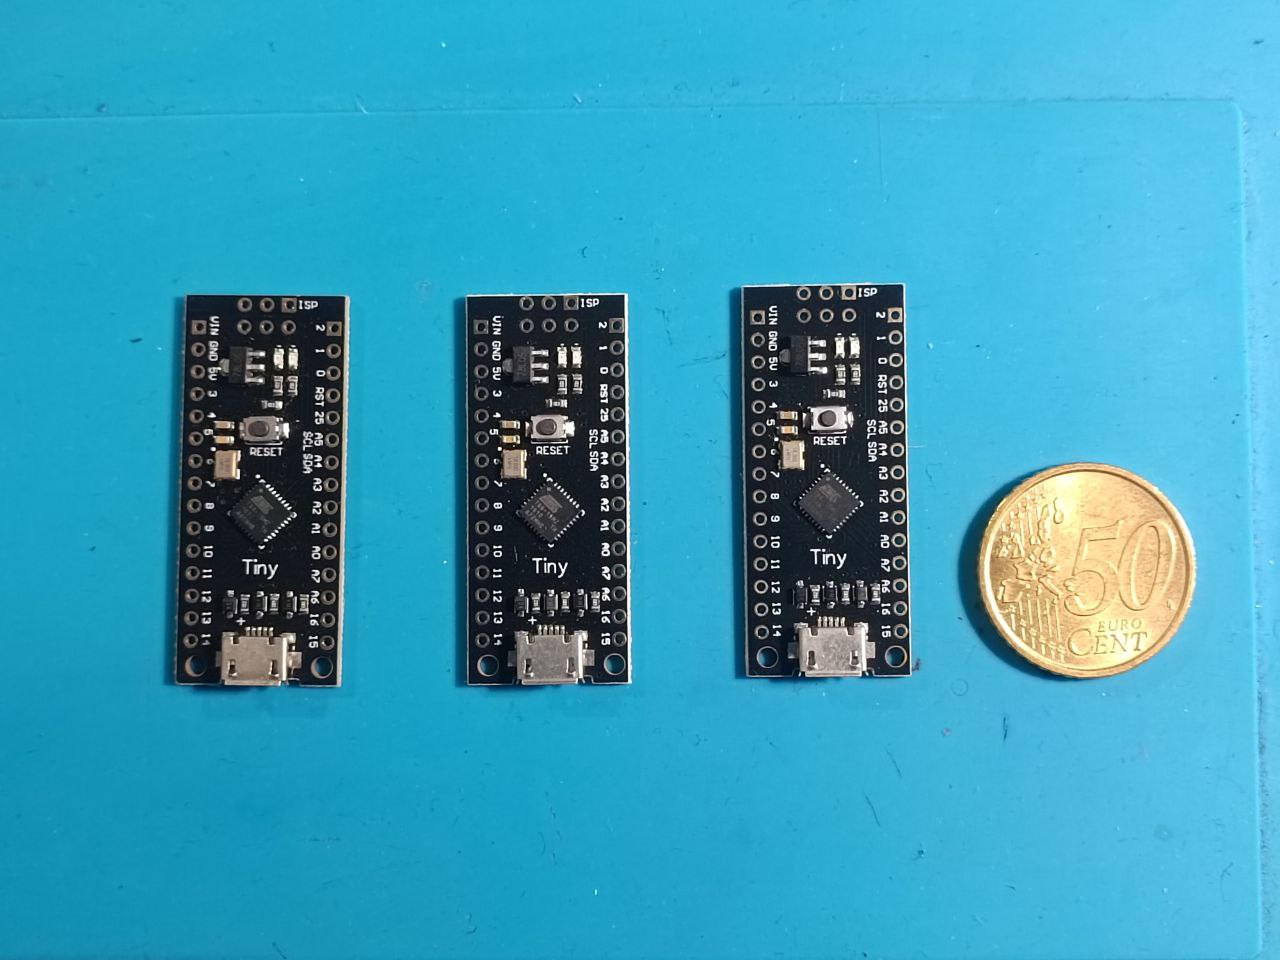 ISP
VIN
GND
5V
3
4
5
6
7
8
9
10
11
12
13
14
2
1
0
RST
25
A5
A4
A3
A2
A1
A0
A7
A6
16
15
SCL SDA
RESET
Tiny
+
ISP
VIN
GND
5V
3
4
5
6
7
8
9
10
11
12
13
14
2
1
0
RST
25
A5
A4
A3
A2
A1
A0
A7
A6
16
15
SCL SDA
RESET
Tiny
+
ISP
VIN
GND
5V
3
4
5
6
7
8
9
10
11
12
13
14
2
1
0
RST
25
A5
A4
A3
A2
A1
A0
A7
A6
16
15
SCL SDA
RESET
Tiny
+
50
EURO
CENT